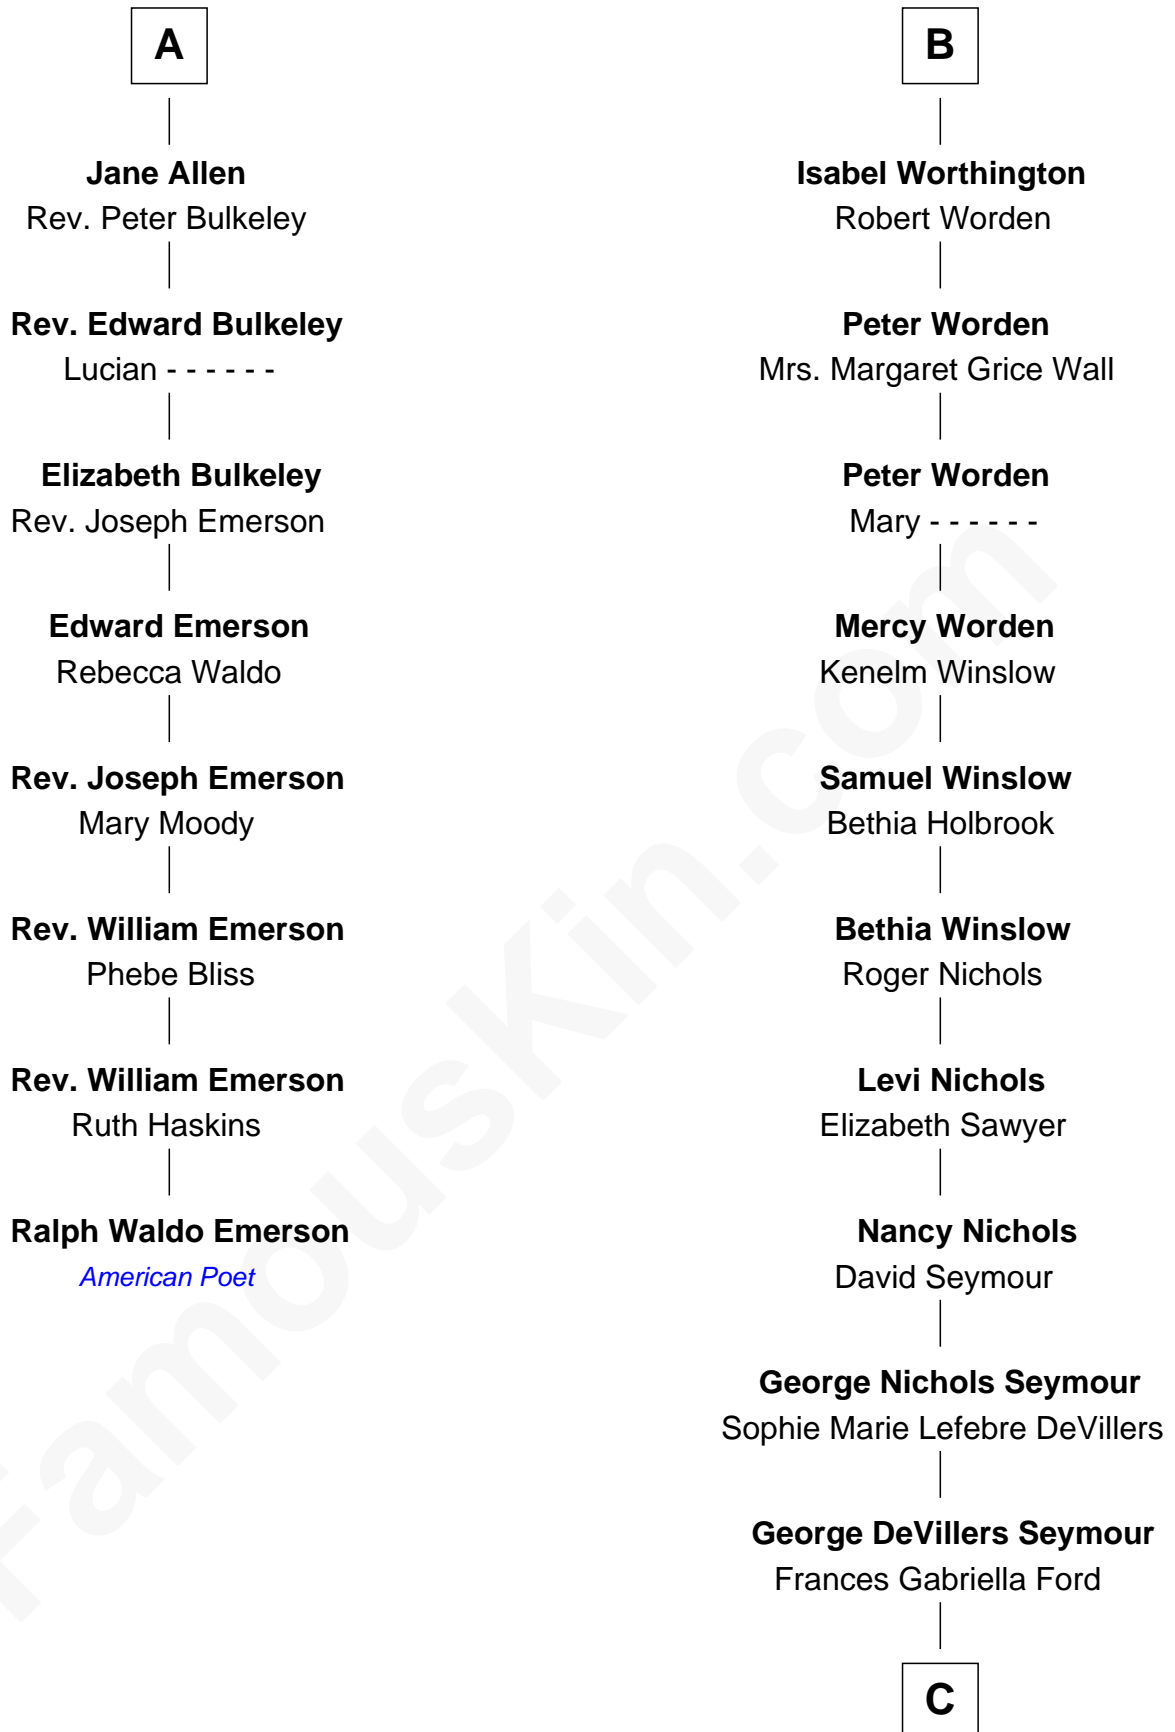 A
Jane Allen
Rev. Peter Bulkeley
Rev. Edward Bulkeley
Lucian - - - - - -
Elizabeth Bulkeley
Rev. Joseph Emerson
Edward Emerson
Rebecca Waldo
Rev. Joseph Emerson
Mary Moody
Rev. William Emerson
Phebe Bliss
Rev. William Emerson
Ruth Haskins
Ralph Waldo Emerson
American Poet
B
Isabel Worthington
Robert Worden
Peter Worden
Mrs. Margaret Grice Wall
Peter Worden
Mary - - - - - -
Mercy Worden
Kenelm Winslow
Samuel Winslow
Bethia Holbrook
Bethia Winslow
Roger Nichols
Levi Nichols
Elizabeth Sawyer
Nancy Nichols
David Seymour
George Nichols Seymour
Sophie Marie Lefebre DeVillers
George DeVillers Seymour
Frances Gabriella Ford
C
FamousKin.com